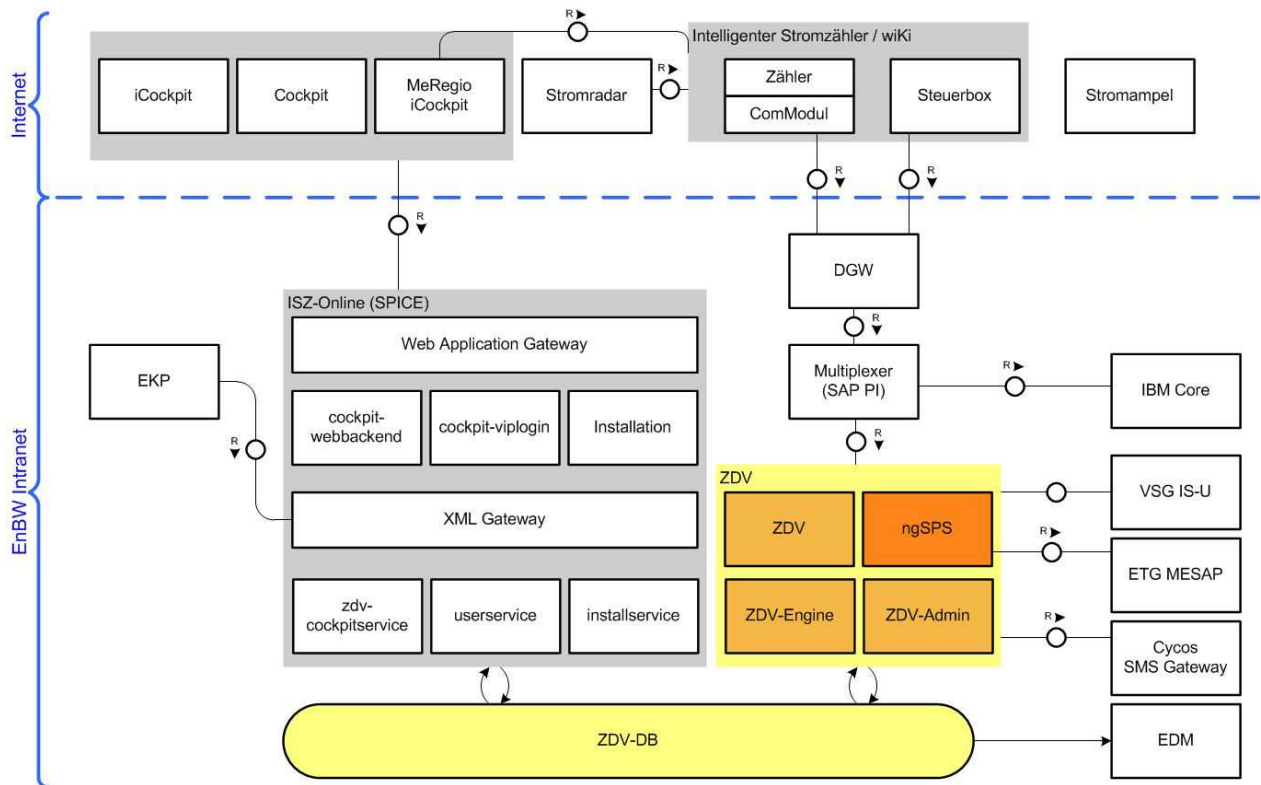 Internet
R
R
Intelligenter Stromzähler / wiKi
iCockpit
Cockpit
MeRegio
iCockpit
Stromradar
Zähler
ComModul
Steuerbox
Stromampel
R
R
R
EnBW Intranet
DGW
R
ISZ-Online (SPICE)
Web Application Gateway
EKP
Multiplexer
(SAP PI)
R
IBM Core
cockpit-
webbackend
cockpit-viplogin
Installation
R
R
ZDV
XML Gateway
ZDV
ngSPS
VSG IS-U
R
ETG MESAP
zdv-
cockpitservice
userservice
installservice
ZDV-Engine
ZDV-Admin
R
Cycos
SMS Gateway
ZDV-DB
EDM